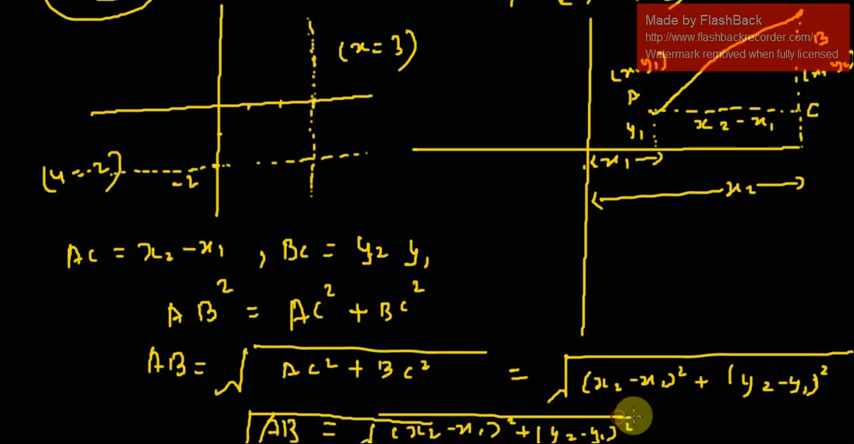 Made by FlashBack
http://www.flashbackrecorder.com/
Watermark removed when fully licensed
(x = 3)
B
A
y₁
x₂ - x₁
C
x₁
x₂
(y = -2)
-2
AC = x₂ - x₁ , BC = y₂ y₁
AB² = AC² + BC²
AB = √AC² + BC² = √(x₂ - x₁)² + (y₂ - y₁)²
AB = √(x₂ - x₁)² + (y₂ - y₁)²